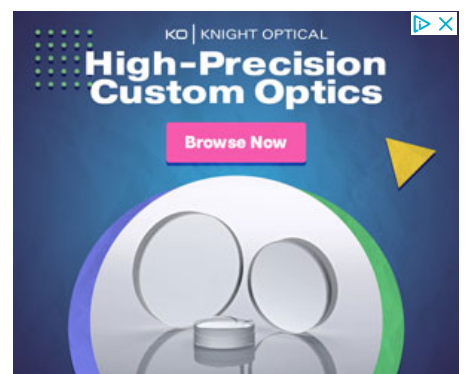 KO | KNIGHT OPTICAL
High-Precision
Custom Optics
Browse Now